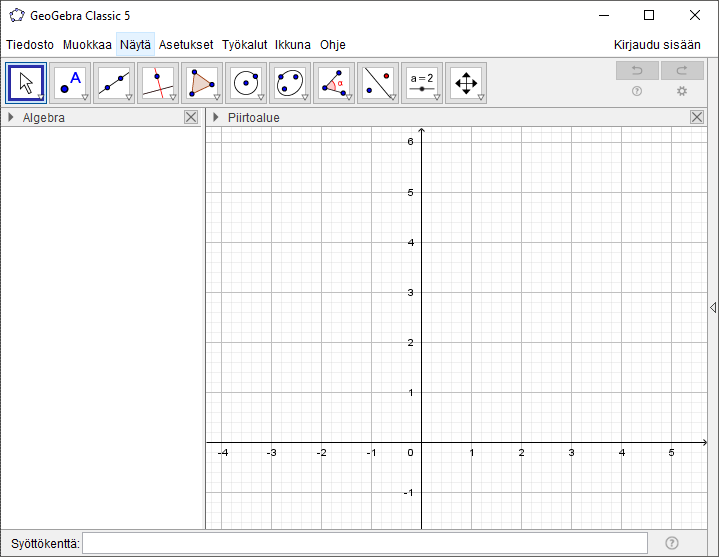 GeoGebra Classic 5
Tiedosto Muokkaa Näytä Asetukset Työkalut Ikkuna Ohje Kirjaudu sisään
A α a=2
Algebra Piirtoalue
6
5
4
3
2
1
-4 -3 -2 -1 0 1 2 3 4 5
-1
Syöttökenttä: